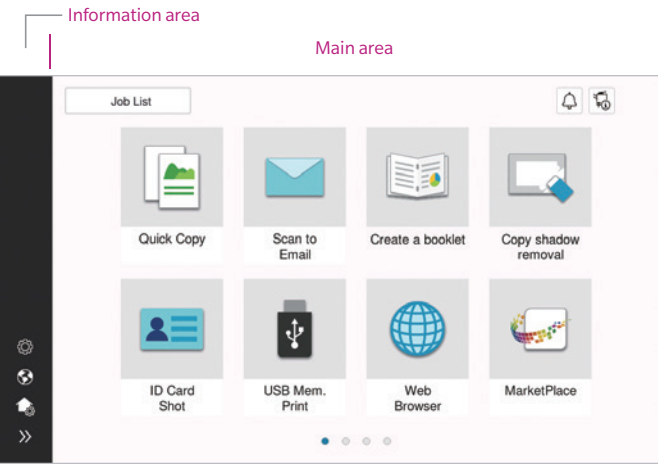 Information area
Main area
Job List
Quick Copy
Scan to
Email
Create a booklet
Copy shadow
removal
ID Card
Shot
USB Mem.
Print
Web
Browser
MarketPlace